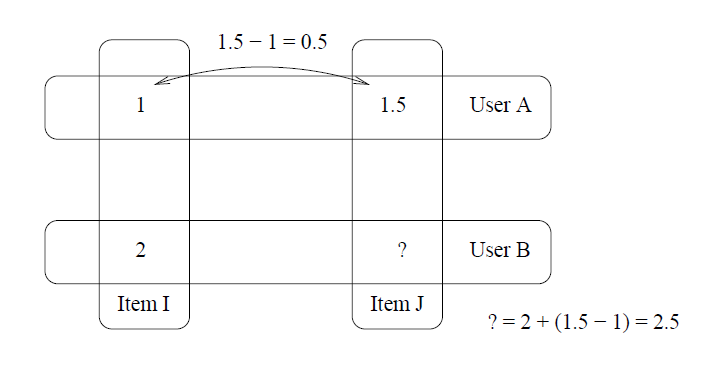 1.5 − 1 = 0.5
1 1.5 User A
2 ? User B
Item I Item J
? = 2 + (1.5 − 1) = 2.5